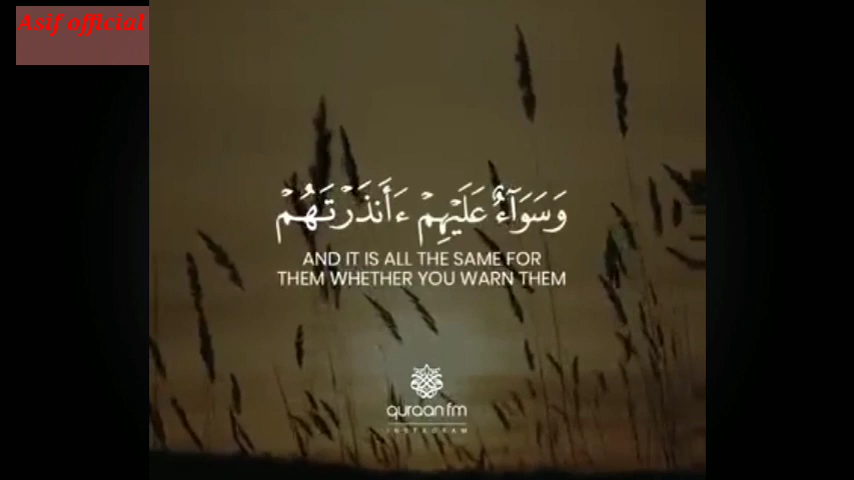 Asif official
وَسَوَآءٌ عَلَيْهِمْ ءَأَنذَرْتَهُمْ
AND IT IS ALL THE SAME FOR
THEM WHETHER YOU WARN THEM
quraan fm
INSTAGRAM